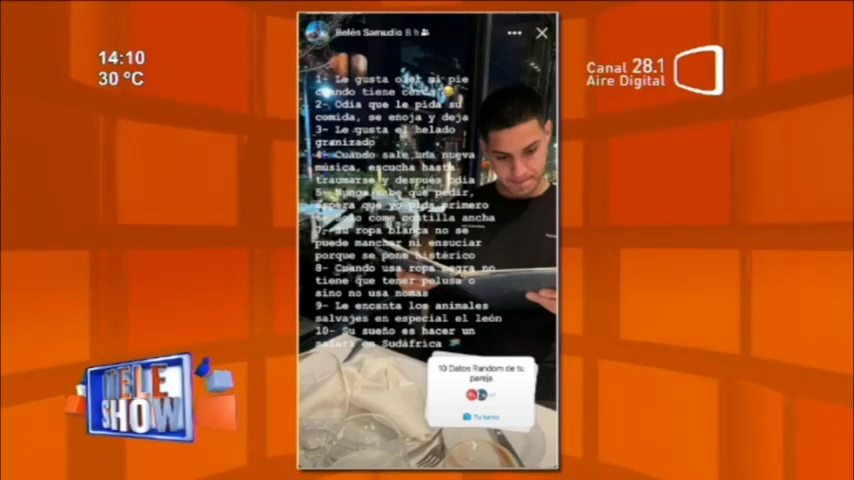 14:10
30 °C
Belén Samudio 8 h
Canal 28.1
Aire Digital
1- Le gusta oler mi pie
cuando tiene cerca
2- Odia que le pida su
comida, se enoja y deja
3- Le gusta el helado
granizado
4- Cuando sale una nueva
música, escucha hasta
traumarse y después odia
5- Nunca sabe que pedir,
espera que yo pida primero
6- Solo come costilla ancha
7- Su ropa blanca no se
puede manchar ni ensuciar
porque se pone histérico
8- Cuando usa ropa negra no
tiene que tener pelusa o
sino no usa nomas
9- Le encanta los animales
salvajes en especial el león
10- Su sueño es hacer un
safari en Sudáfrica
10 Datos Random de tu
pareja
Tu turno
TELE
SHOW